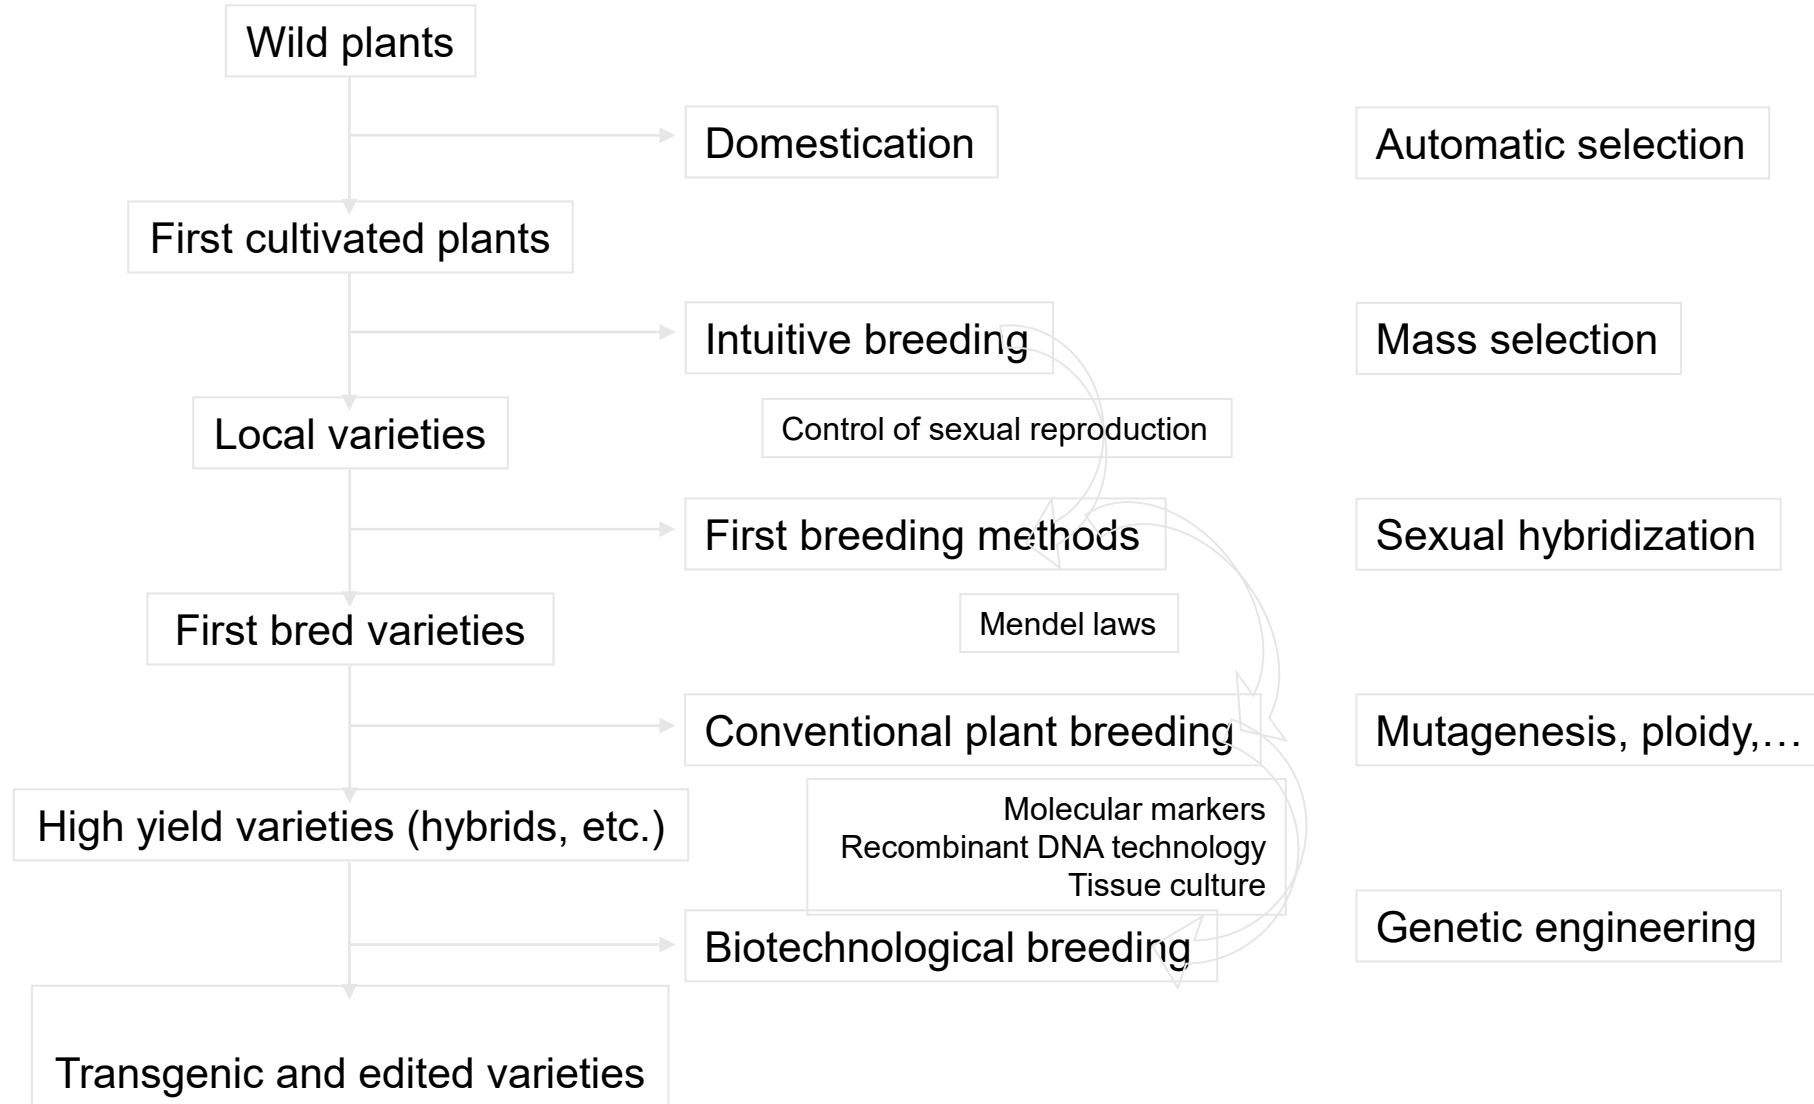 Wild plants
Domestication
Automatic selection
First cultivated plants
Intuitive breeding
Mass selection
Control of sexual reproduction
Local varieties
First breeding methods
Sexual hybridization
Mendel laws
First bred varieties
Conventional plant breeding
Mutagenesis, ploidy,…
Molecular markers
Recombinant DNA technology
Tissue culture
High yield varieties (hybrids, etc.)
Biotechnological breeding
Genetic engineering
Transgenic and edited varieties